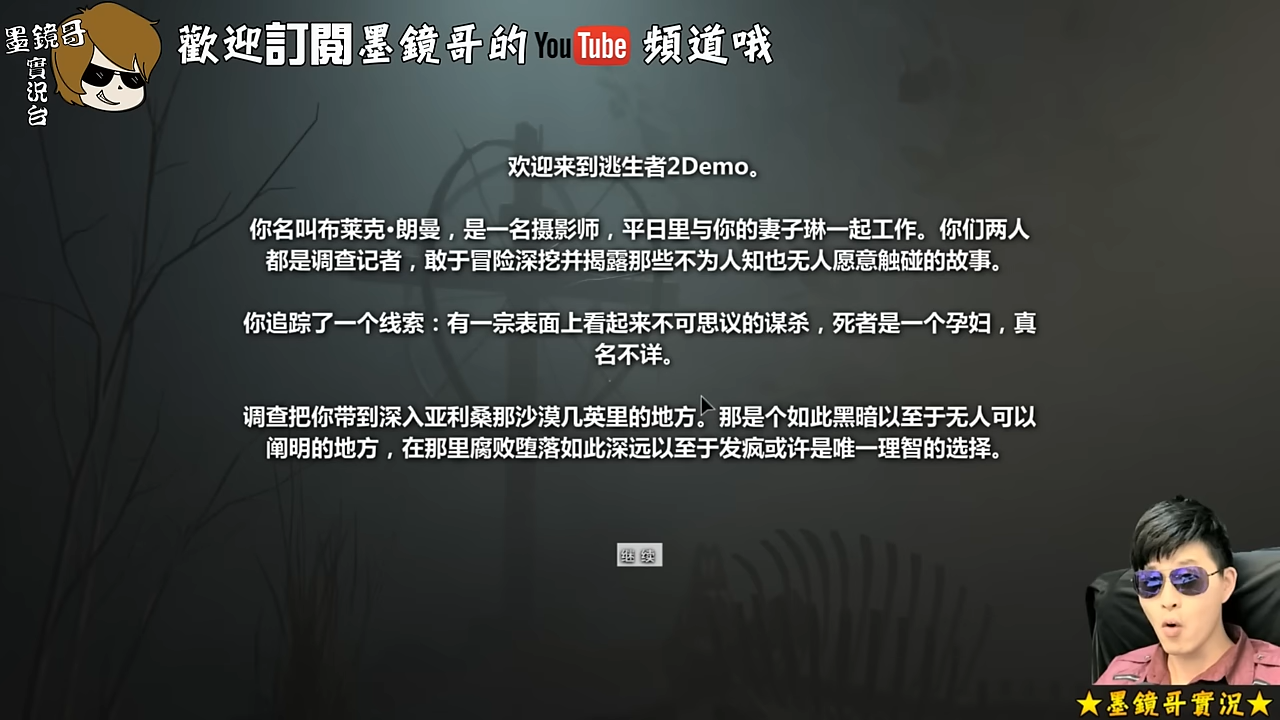 墨鏡哥
實況台
歡迎訂閱墨鏡哥的YouTube 頻道哦
欢迎来到逃生者2Demo。
你名叫布莱克•朗曼，是一名摄影师，平日里与你的妻子琳一起工作。你们两人
都是调查记者，敢于冒险深挖并揭露那些不为人知也无人愿意触碰的故事。
你追踪了一个线索：有一宗表面上看起来不可思议的谋杀，死者是一个孕妇，真
名不详。
调查把你带到深入亚利桑那沙漠几英里的地方。那是个如此黑暗以至于无人可以
阐明的地方，在那里腐败堕落如此深远以至于发疯或许是唯一理智的选择。
继续
★墨鏡哥實況★